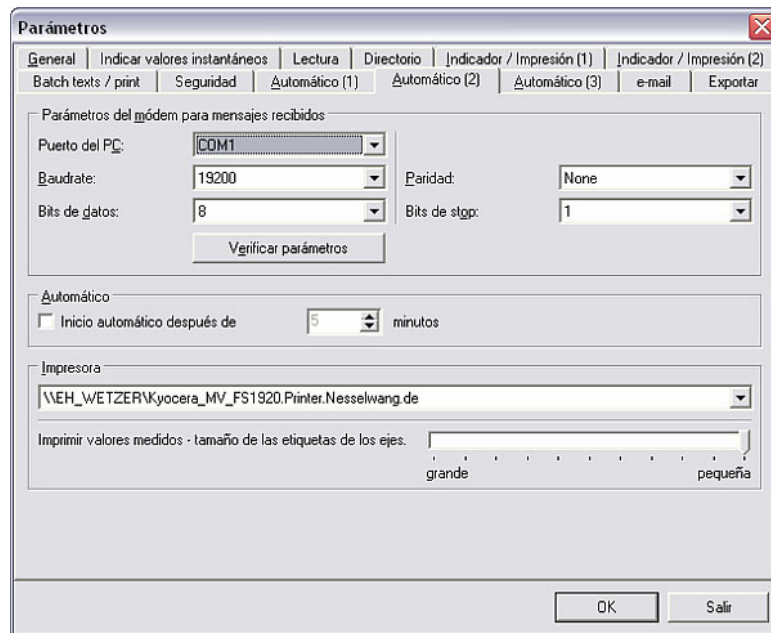 Parámetros
General Indicar valores instantáneos Lectura Directorio Indicador / Impresión (1) Indicador / Impresión (2)
Batch texts / print Seguridad Automático (1) Automático (2) Automático (3) e-mail Exportar
Parámetros del módem para mensajes recibidos
Puerto del PC: COM1
Baudrate: 19200 Paridad: None
Bits de datos: 8 Bits de stop: 1
Verificar parámetros
Automático
Inicio automático después de 5 minutos
Impresora
\\EH_WETZER\Kyocera_MV_FS1920.Printer.Nesselwang.de
Imprimir valores medidos - tamaño de las etiquetas de los ejes.
grande pequeña
OK Salir